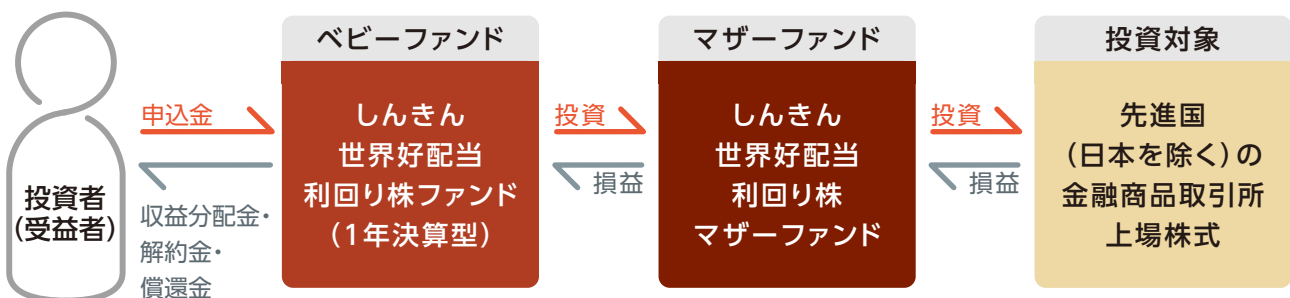 投資者
(受益者)
申込金
収益分配金・
解約金・
償還金
ベビーファンド
しんきん
世界好配当
利回り株ファンド
(1年決算型)
投資
損益
マザーファンド
しんきん
世界好配当
利回り株
マザーファンド
投資
損益
投資対象
先進国
(日本を除く)の
金融商品取引所
上場株式